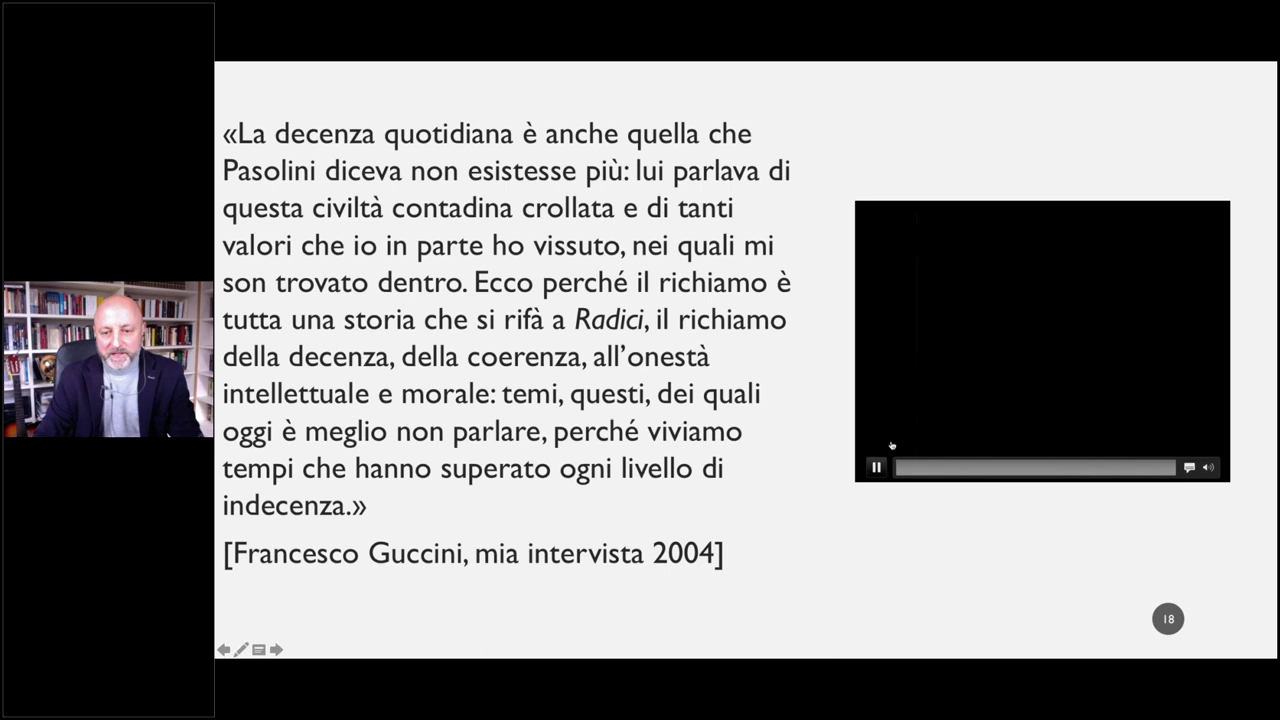 «La decenza quotidiana è anche quella che
Pasolini diceva non esistesse più: lui parlava di
questa civiltà contadina crollata e di tanti
valori che io in parte ho vissuto, nei quali mi
son trovato dentro. Ecco perché il richiamo è
tutta una storia che si rifà a Radici, il richiamo
della decenza, della coerenza, all’onestà
intellettuale e morale: temi, questi, dei quali
oggi è meglio non parlare, perché viviamo
tempi che hanno superato ogni livello di
indecenza.»
[Francesco Guccini, mia intervista 2004]
18